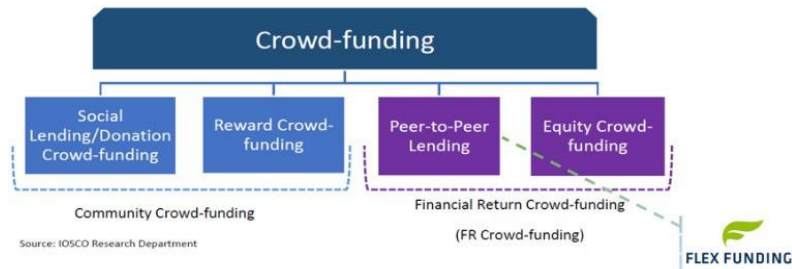 Crowd-funding
Social
Lending/Donation
Crowd-funding
Reward Crowd-
funding
Peer-to-Peer
Lending
Equity Crowd-
funding
Community Crowd-funding
Financial Return Crowd-funding
(FR Crowd-funding)
Source: IOSCO Research Department
FLEX FUNDING